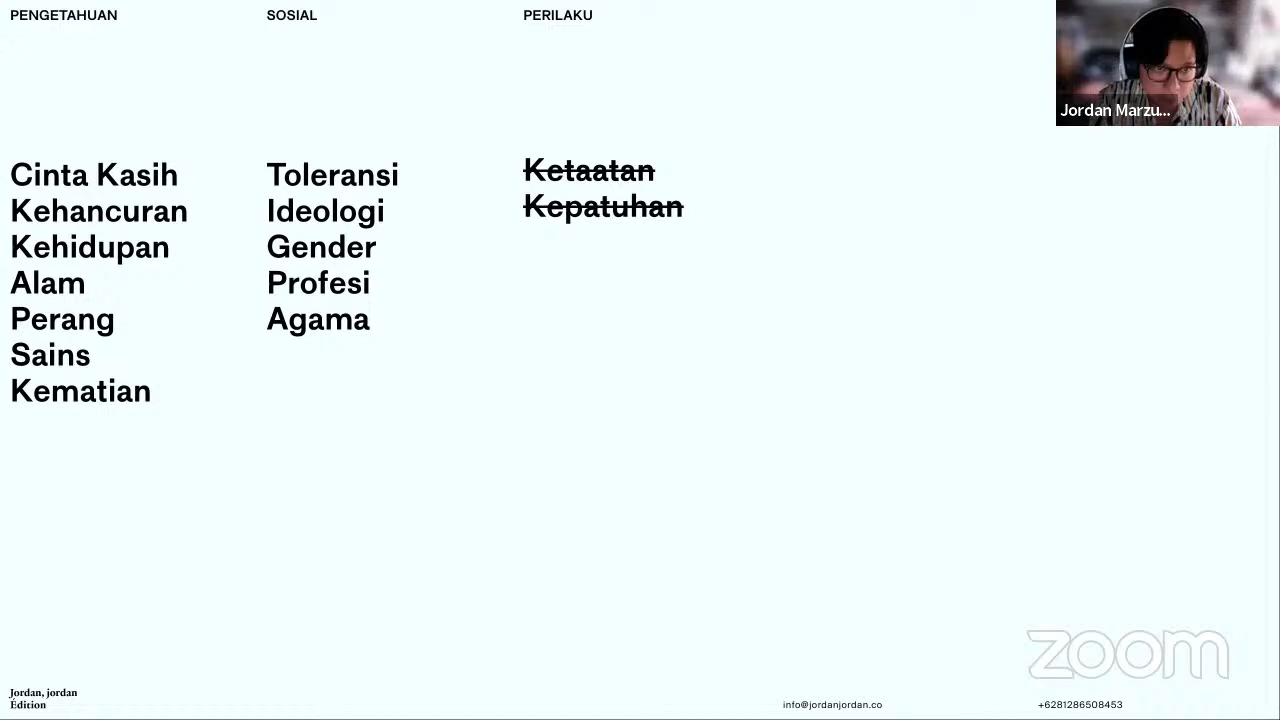 PENGETAHUAN
SOSIAL
PERILAKU
Jordan Marzu...
Cinta Kasih
Kehancuran
Kehidupan
Alam
Perang
Sains
Kematian
Toleransi
Ideologi
Gender
Profesi
Agama
Ketaatan
Kepatuhan
zoom
Jordan, jordan
Édition
info@jordanjordan.co
+6281286508453